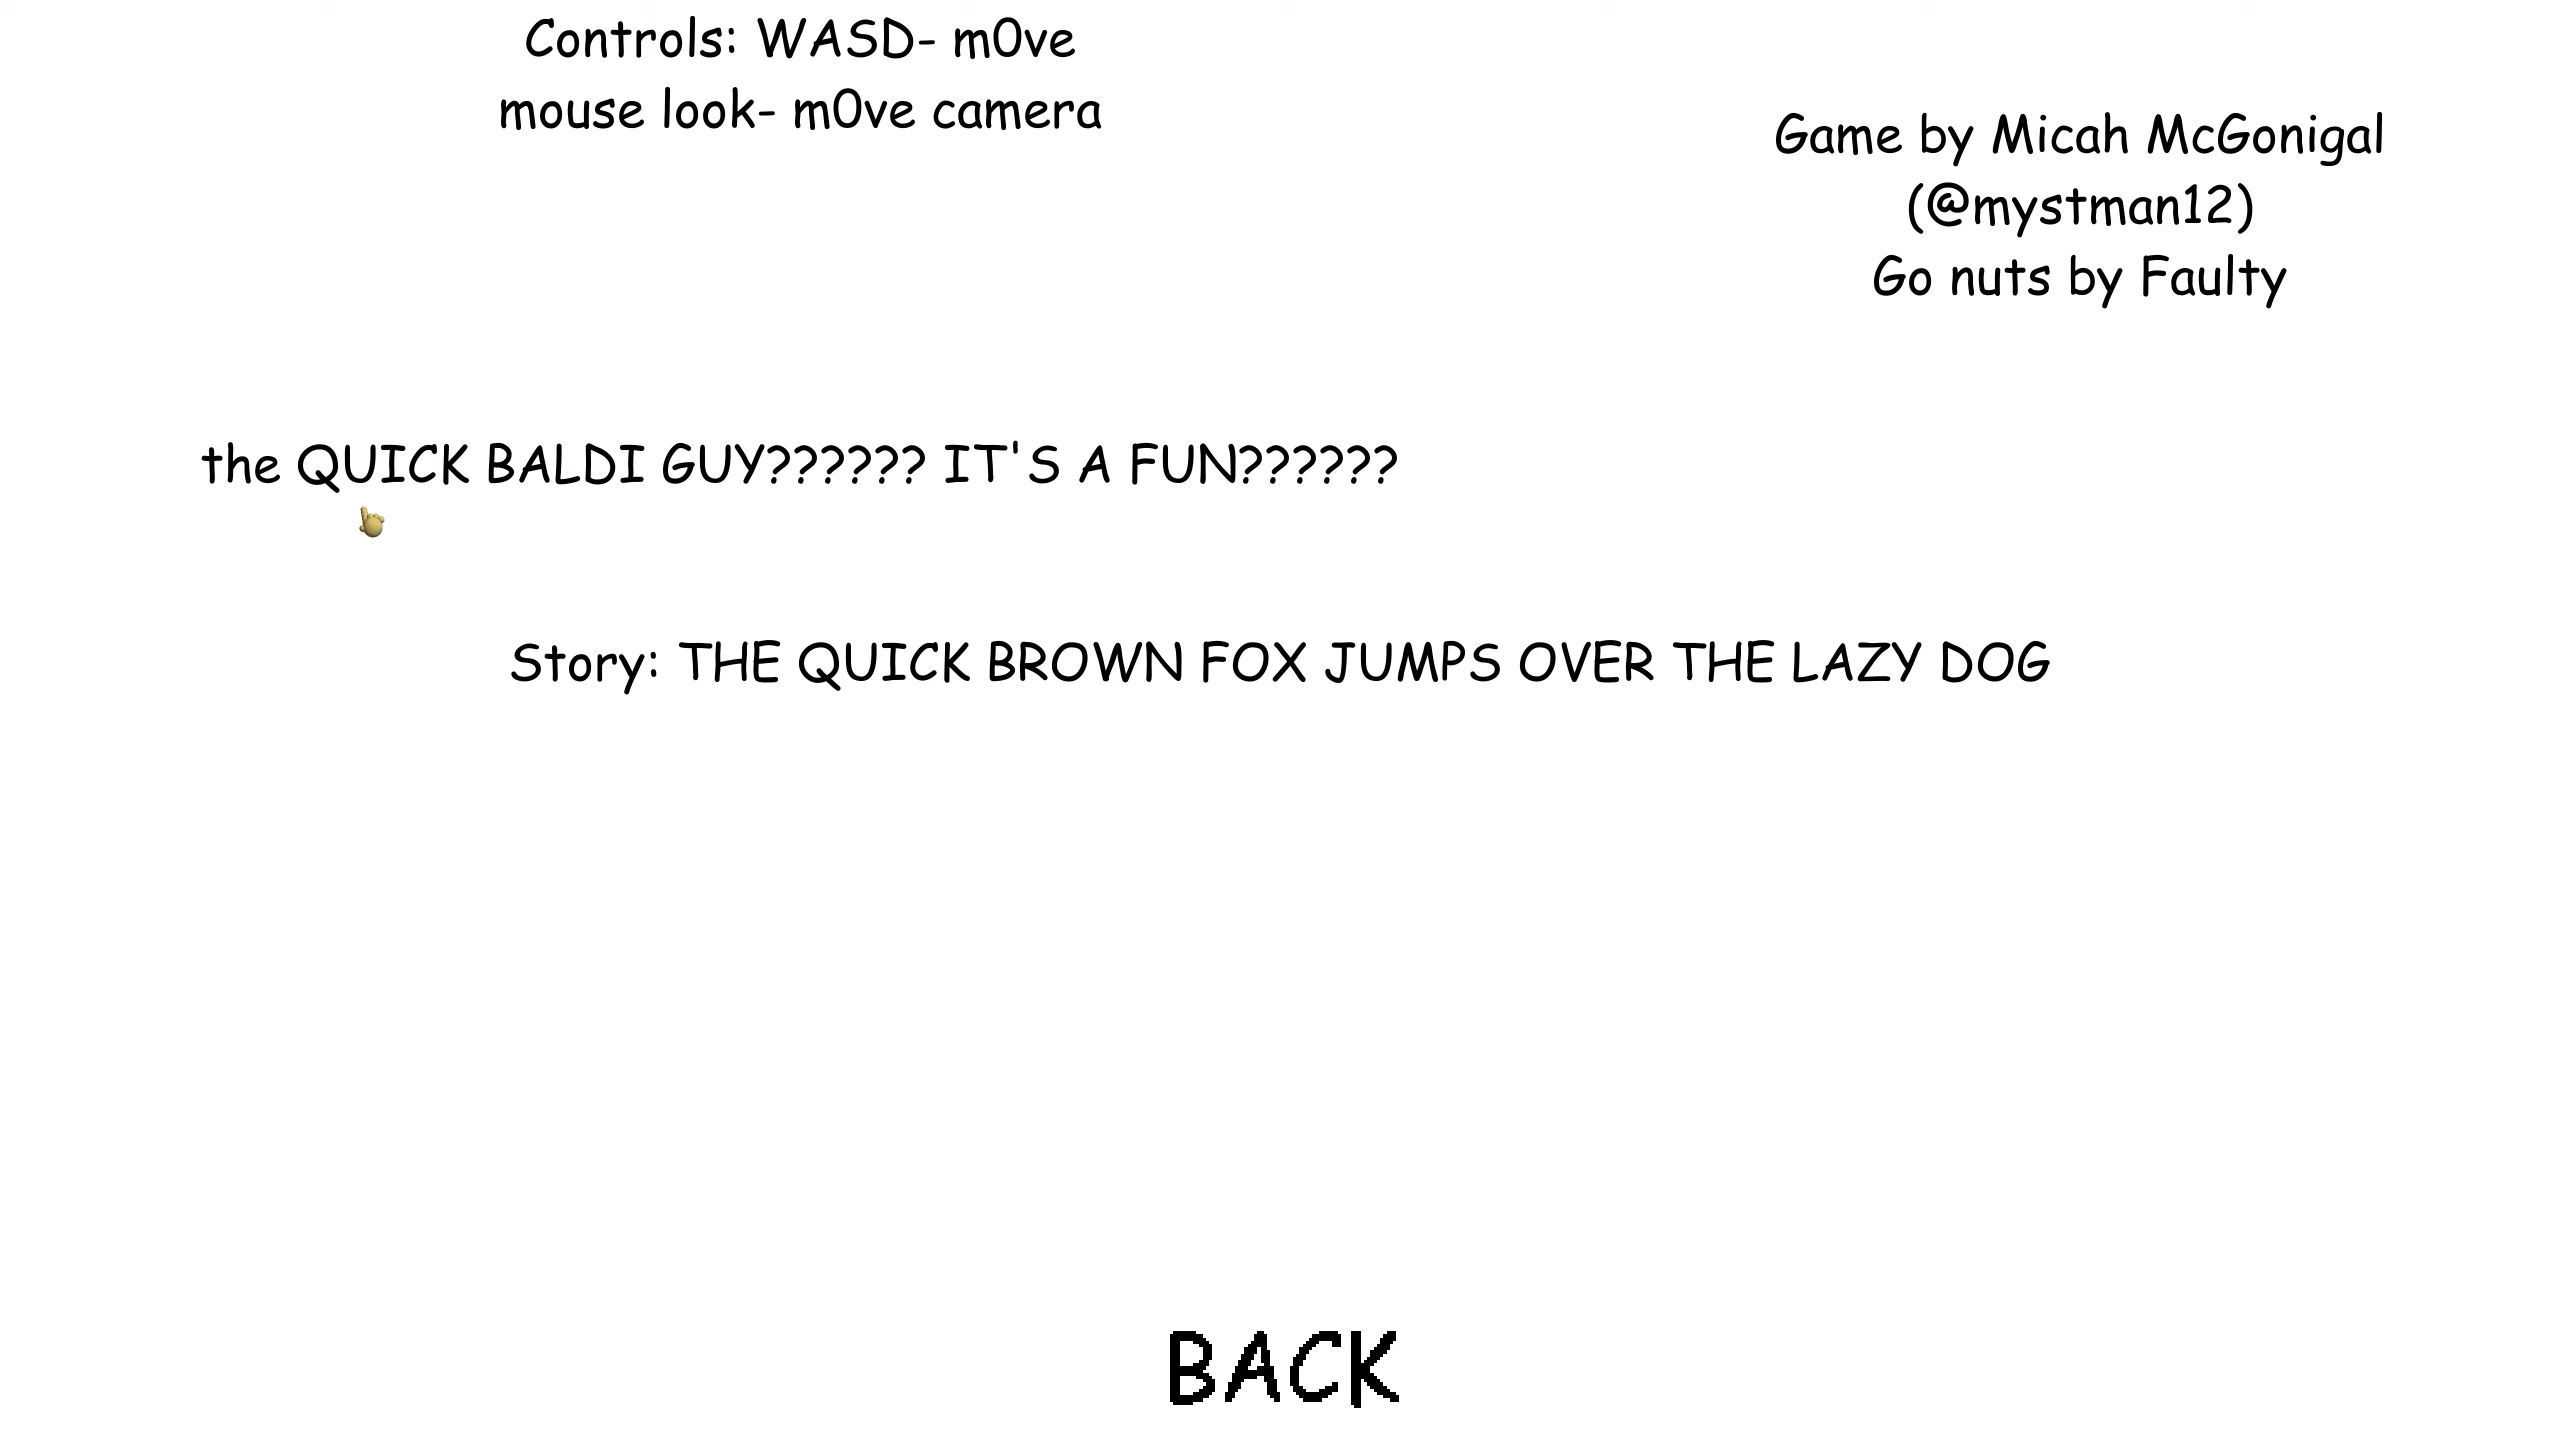 Controls: WASD- m0ve
mouse look- m0ve camera
Game by Micah McGonigal
(@mystman12)
Go nuts by Faulty
the QUICK BALDI GUY?????? IT'S A FUN??????
Story: THE QUICK BROWN FOX JUMPS OVER THE LAZY DOG
BACK